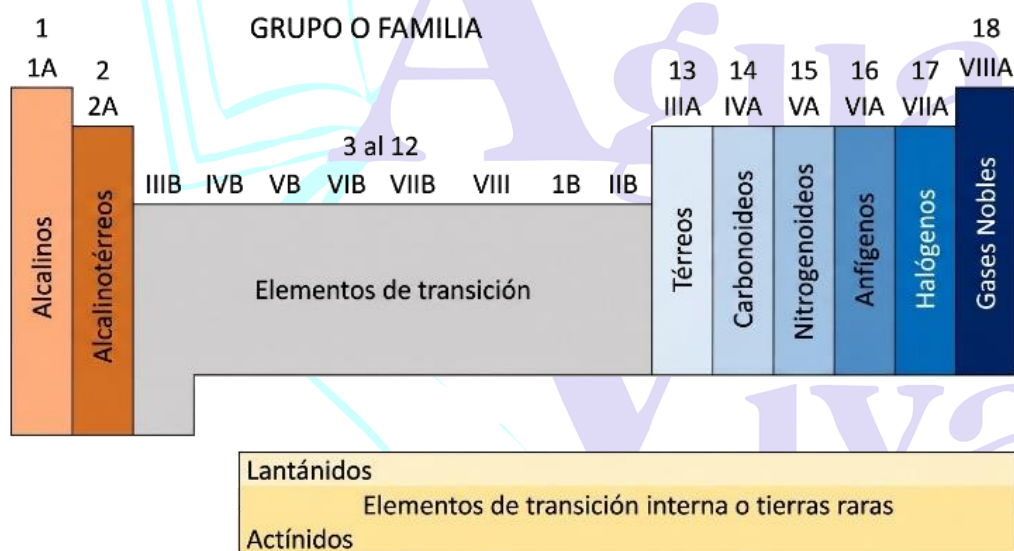 1 GRUPO O FAMILIA 18
1A 2 13 14 15 16 17 VIIIA
2A IIIA IVA VA VIA VIIA
3 al 12
IIIB IVB VB VIB VIIB VIII 1B IIB
Alcalinos
Alcalinotérreos
Elementos de transición
Térreos
Carbonoideos
Nitrogenoideos
Anfígenos
Halógenos
Gases Nobles
Lantánidos
Elementos de transición interna o tierras raras
Actínidos
Agua
Viva